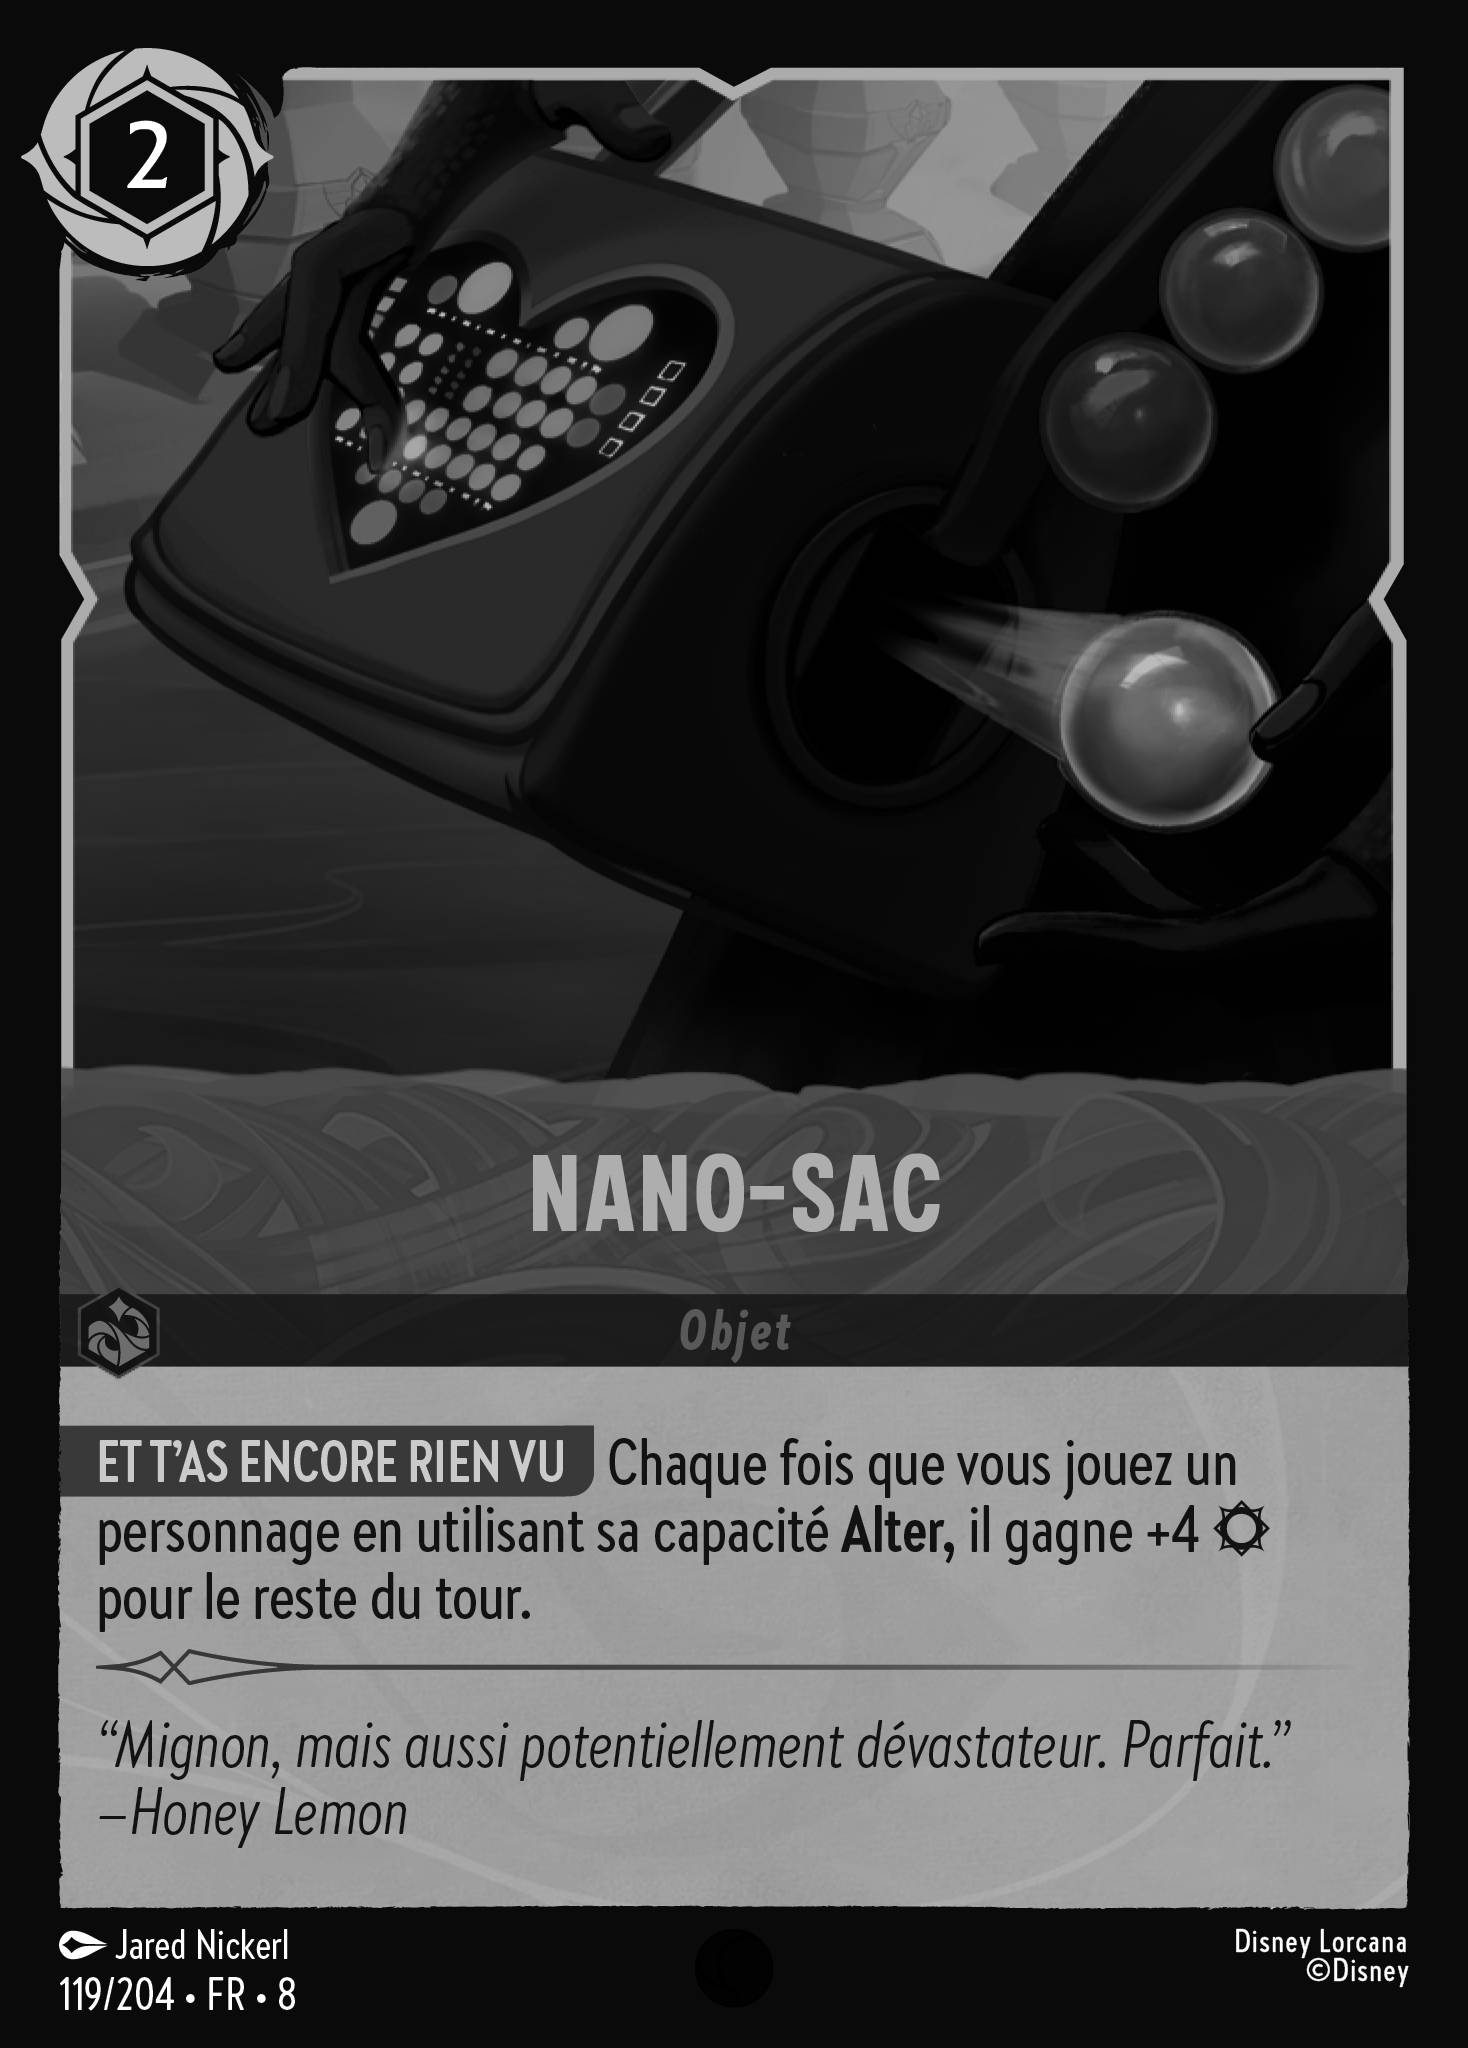 2
NANO-SAC
Objet
ET T’AS ENCORE RIEN VU Chaque fois que vous jouez un
personnage en utilisant sa capacité Alter, il gagne +4
pour le reste du tour.
“Mignon, mais aussi potentiellement dévastateur. Parfait.”
–Honey Lemon
Jared Nickerl
119/204 • FR • 8
Disney Lorcana
©Disney